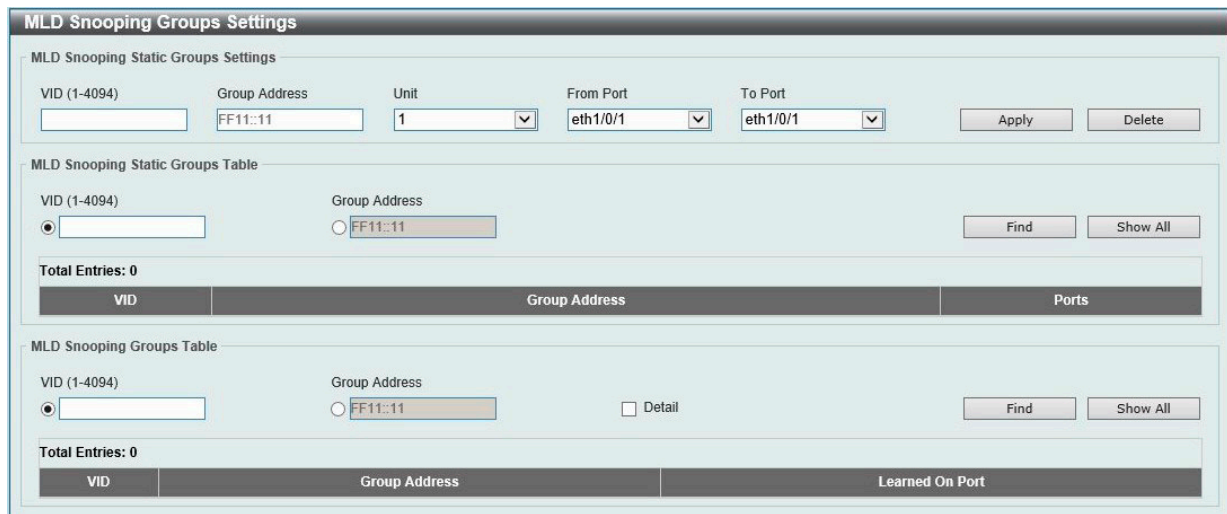 MLD Snooping Groups Settings
MLD Snooping Static Groups Settings
VID (1-4094) Group Address Unit From Port To Port
FF11::11 1 eth1/0/1 eth1/0/1 Apply Delete
MLD Snooping Static Groups Table
VID (1-4094) Group Address
FF11::11 Find Show All
Total Entries: 0
VID Group Address Ports
MLD Snooping Groups Table
VID (1-4094) Group Address
FF11::11 Detail Find Show All
Total Entries: 0
VID Group Address Learned On Port